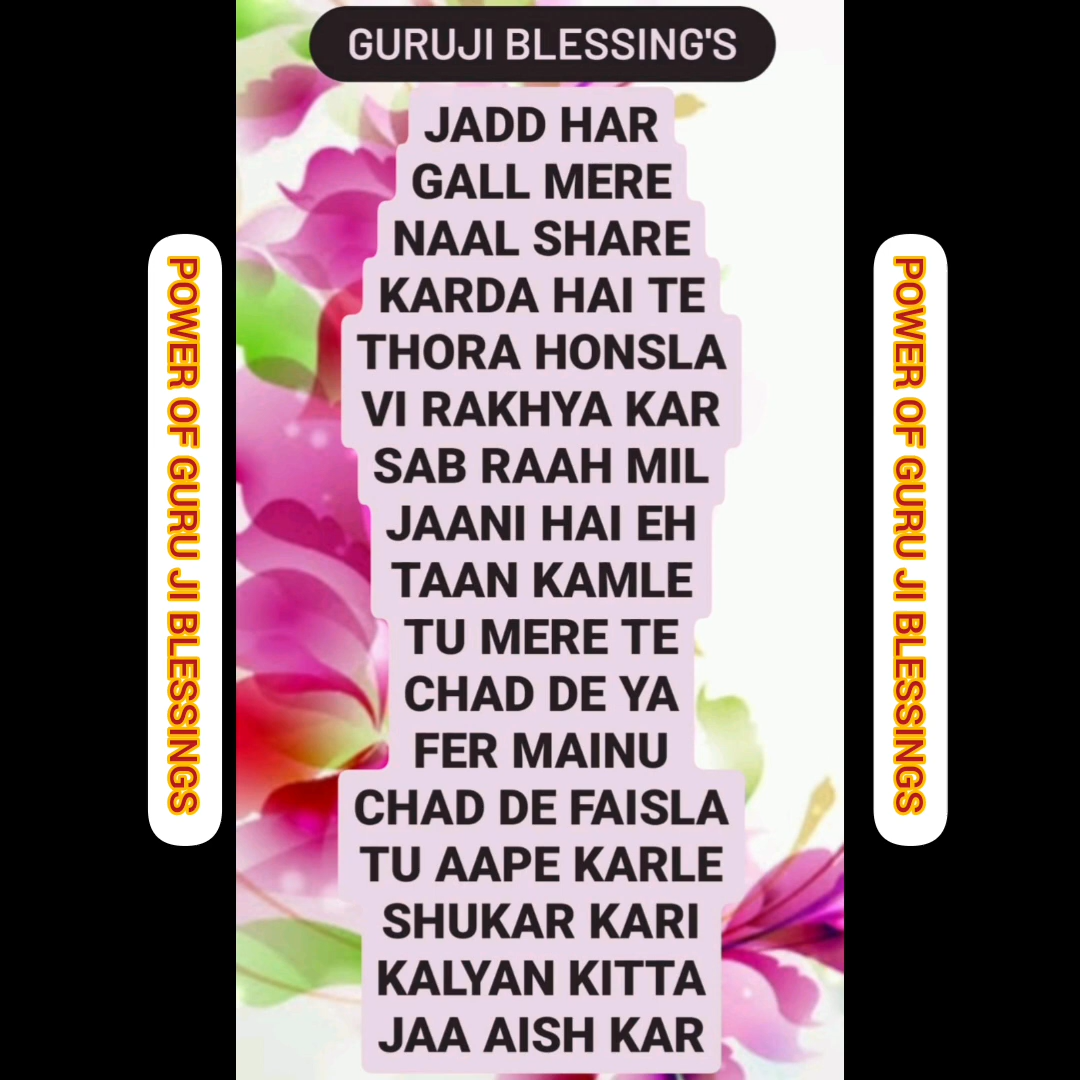 GURUJI BLESSING'S
JADD HAR
GALL MERE
NAAL SHARE
KARDA HAI TE
THORA HONSLA
VI RAKHYA KAR
SAB RAAH MIL
JAANI HAI EH
TAAN KAMLE
TU MERE TE
CHAD DE YA
FER MAINU
CHAD DE FAISLA
TU AAPE KARLE
SHUKAR KARI
KALYAN KITTA
JAA AISH KAR
POWER OF GURU JI BLESSINGS
POWER OF GURU JI BLESSINGS